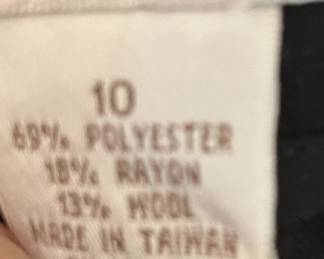 10
69% POLYESTER
18% RAYON
13% WOOL
MADE IN TAIWAN